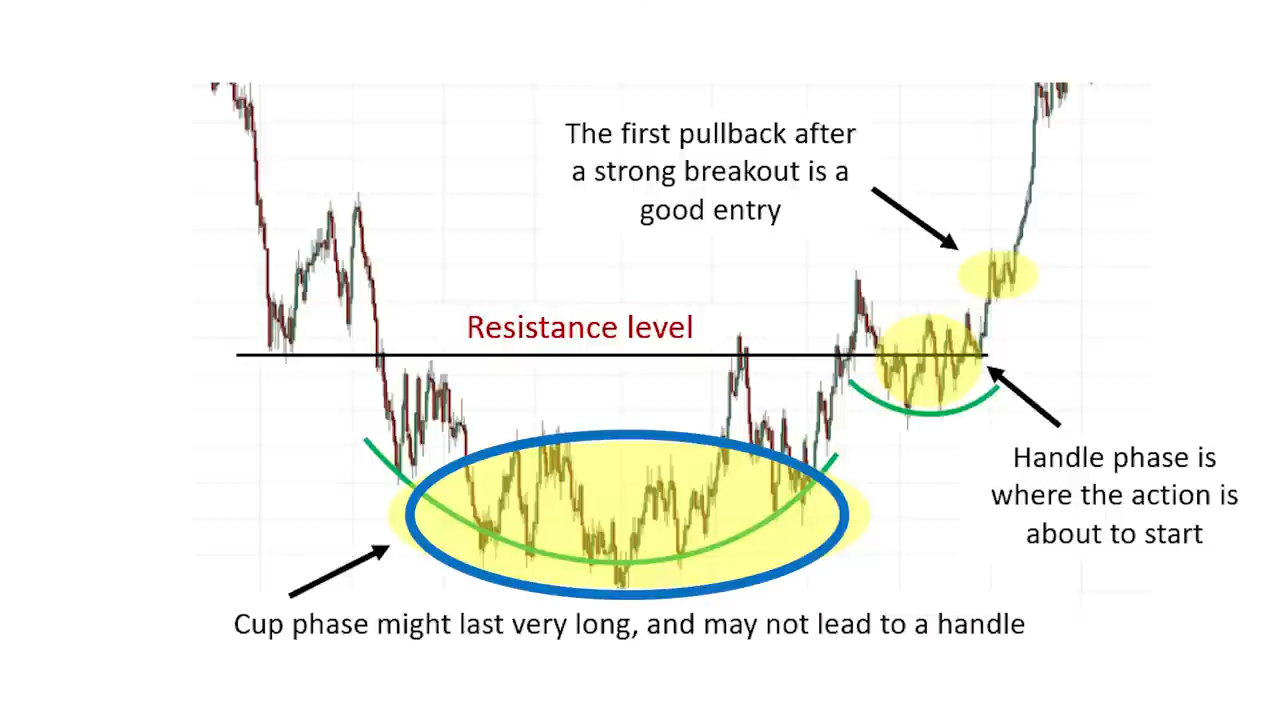 The first pullback after
a strong breakout is a
good entry
Resistance level
Handle phase is
where the action is
about to start
Cup phase might last very long, and may not lead to a handle